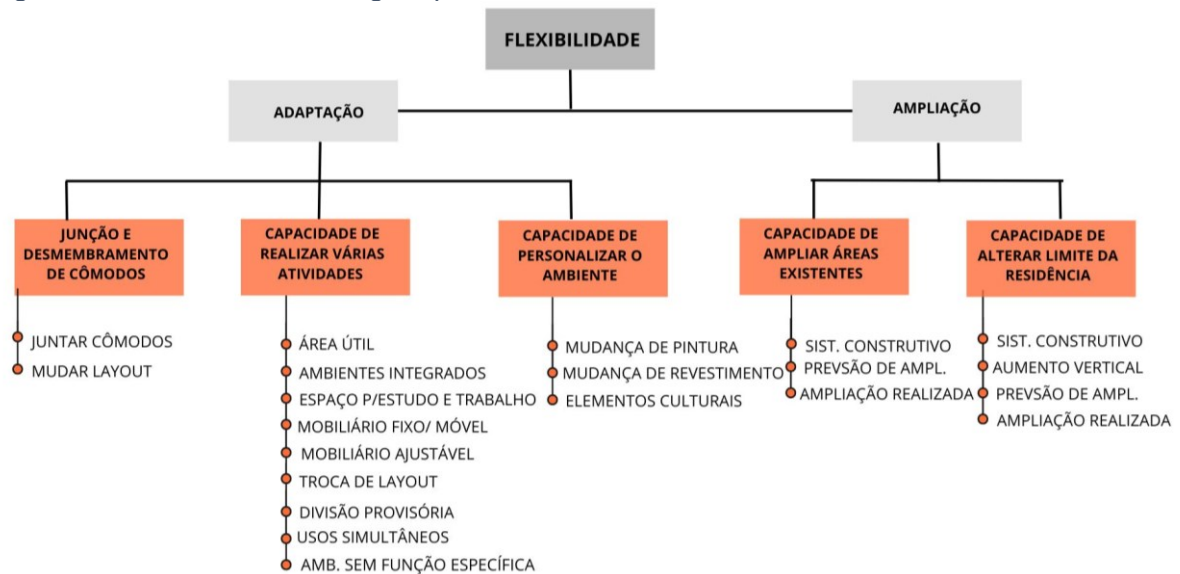 FLEXIBILIDADE
ADAPTAÇÃO
AMPLIAÇÃO
JUNÇÃO E
DESMEMBRAMENTO
DE CÔMODOS
JUNTAR CÔMODOS
MUDAR LAYOUT
CAPACIDADE DE
REALIZAR VÁRIAS
ATIVIDADES
ÁREA ÚTIL
AMBIENTES INTEGRADOS
ESPAÇO P/ESTUDO E TRABALHO
MOBILIÁRIO FIXO/ MÓVEL
MOBILIÁRIO AJUSTÁVEL
TROCA DE LAYOUT
DIVISÃO PROVISÓRIA
USOS SIMULTÂNEOS
AMB. SEM FUNÇÃO ESPECÍFICA
CAPACIDADE DE
PERSONALIZAR O
AMBIENTE
MUDANÇA DE PINTURA
MUDANÇA DE REVESTIMENTO
ELEMENTOS CULTURAIS
CAPACIDADE DE
AMPLIAR ÁREAS
EXISTENTES
SIST. CONSTRUTIVO
PREVSÃO DE AMPL.
AMPLIAÇÃO REALIZADA
CAPACIDADE DE
ALTERAR LIMITE DA
RESIDÊNCIA
SIST. CONSTRUTIVO
AUMENTO VERTICAL
PREVSÃO DE AMPL.
AMPLIAÇÃO REALIZADA